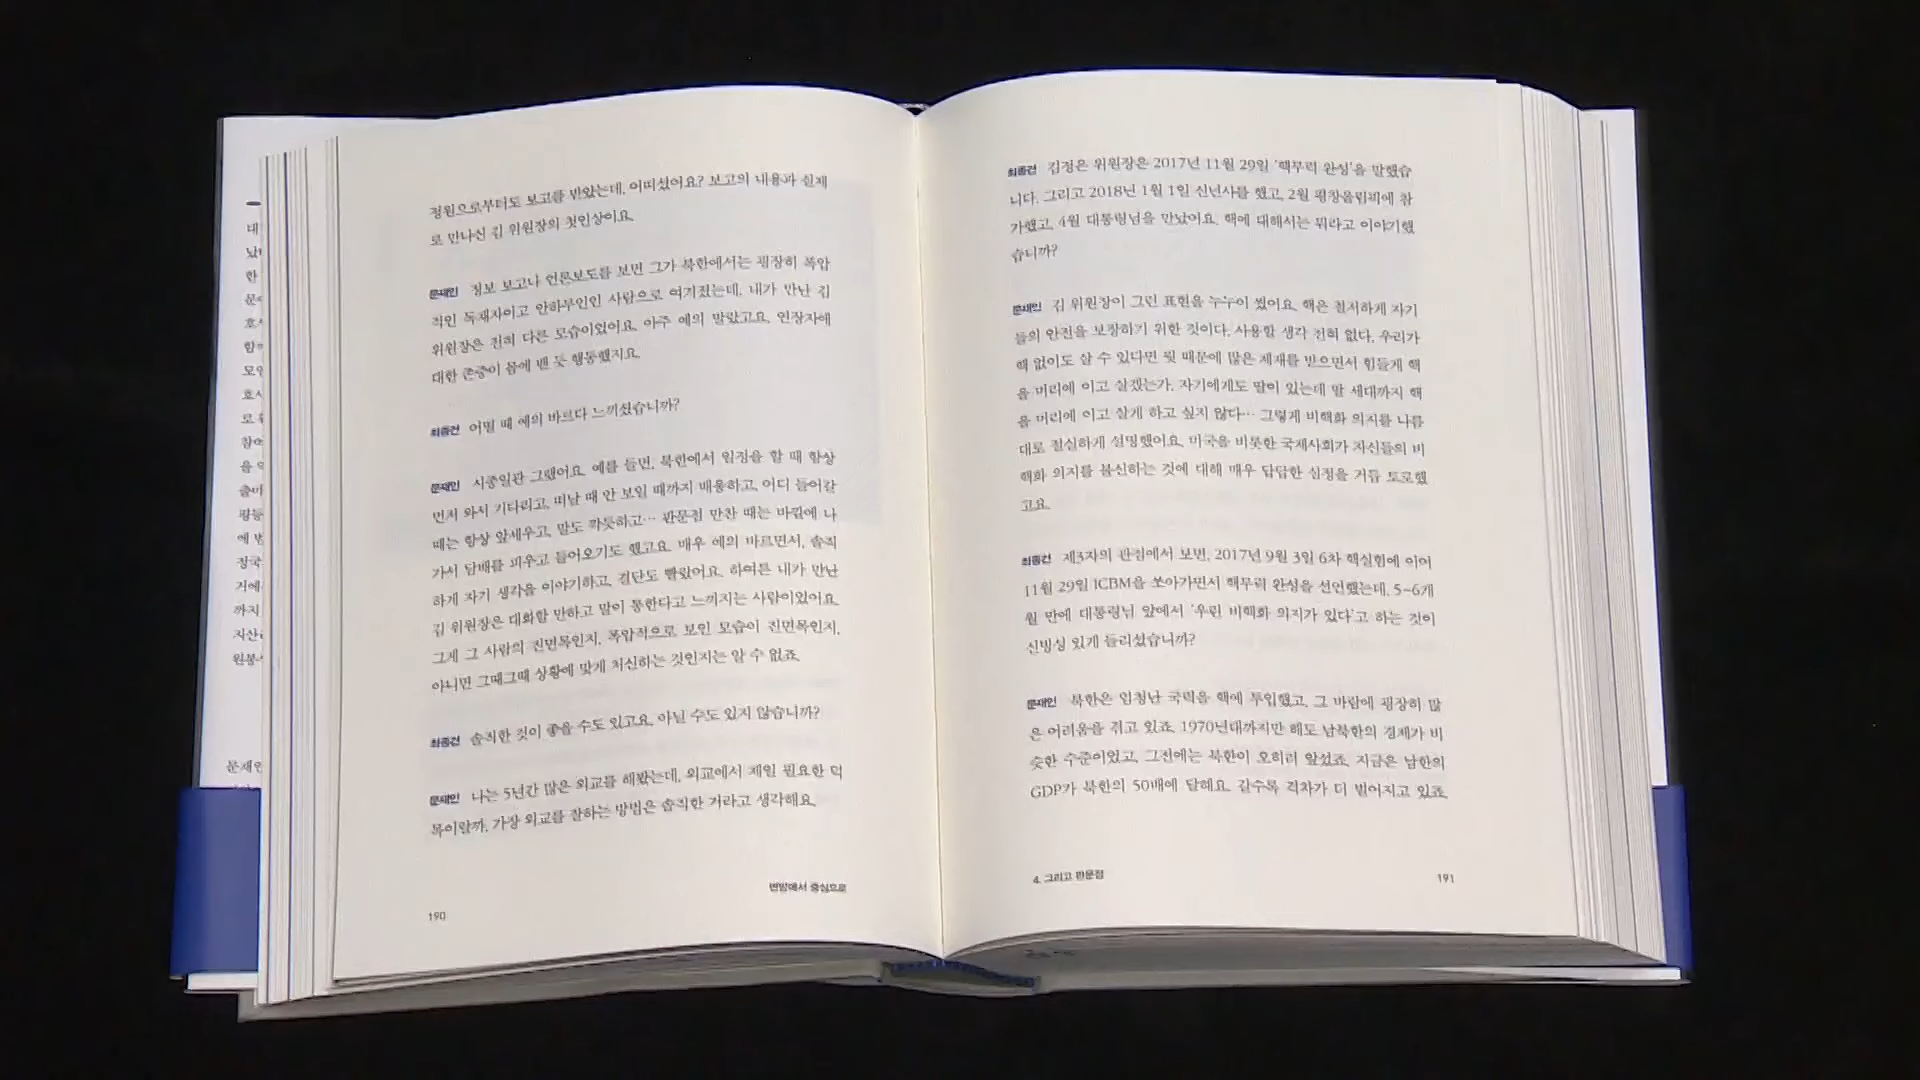 정원으로부터도 보고를 받았는데, 어떠셨어요? 보고의 내용과 실제
로 만나신 김 위원장의 첫인상이요.
문재인 정보 보고나 언론보도를 보면 그가 북한에서는 굉장히 폭압
적인 독재자이고 안하무인인 사람으로 여겨졌는데, 내가 만난 김
위원장은 전혀 다른 모습이었어요. 아주 예의 발랐고요. 연장자에
대한 존중이 몸에 밴 듯 행동했지요.
최종건 어떨 때 예의 바르다 느끼셨습니까?
문재인 시종일관 그랬어요. 예를 들면, 북한에서 일정을 할 때 항상
먼저 와서 기다리고, 떠날 때 안 보일 때까지 배웅하고, 어디 들어갈
때는 항상 앞세우고, 말도 깍듯하고… 판문점 만찬 때는 바깥에 나
가서 담배를 피우고 들어오기도 했고요. 매우 예의 바르면서, 솔직
하게 자기 생각을 이야기하고, 결단도 빨랐어요. 하여튼 내가 만난
김 위원장은 대화할 만하고 말이 통한다고 느껴지는 사람이었어요.
그게 그 사람의 진면목인지, 폭압적으로 보인 모습이 진면목인지,
아니면 그때그때 상황에 맞게 처신하는 것인지는 알 수 없죠.
최종건 솔직한 것이 좋을 수도 있고요, 아닐 수도 있지 않습니까?
문재인 나는 5년간 많은 외교를 해봤는데, 외교에서 제일 필요한 덕
목이랄까, 가장 외교를 잘하는 방법은 솔직한 거라고 생각해요.
변방에서 중심으로
190
최종건 김정은 위원장은 2017년 11월 29일 '핵무력 완성'을 말했습
니다. 그리고 2018년 1월 1일 신년사를 했고, 2월 평창올림픽에 참
가했고, 4월 대통령님을 만났어요. 핵에 대해서는 뭐라고 이야기했
습니까?
문재인 김 위원장이 그런 표현을 누누이 썼어요. 핵은 철저하게 자기
들의 안전을 보장하기 위한 것이다. 사용할 생각 전혀 없다. 우리가
핵 없이도 살 수 있다면 뭣 때문에 많은 제재를 받으면서 힘들게 핵
을 머리에 이고 살겠는가. 자기에게도 딸이 있는데 딸 세대까지 핵
을 머리에 이고 살게 하고 싶지 않다… 그렇게 비핵화 의지를 나름
대로 절실하게 설명했어요. 미국을 비롯한 국제사회가 자신들의 비
핵화 의지를 불신하는 것에 대해 매우 답답한 심정을 거듭 토로했
고요.
최종건 제3자의 관점에서 보면, 2017년 9월 3일 6차 핵실험에 이어
11월 29일 ICBM을 쏘아가면서 핵무력 완성을 선언했는데, 5~6개
월 만에 대통령님 앞에서 '우린 비핵화 의지가 있다'고 하는 것이
신빙성 있게 들리셨습니까?
문재인 북한은 엄청난 국력을 핵에 투입했고, 그 바람에 굉장히 많
은 어려움을 겪고 있죠. 1970년대까지만 해도 남북한의 경제가 비
슷한 수준이었고, 그전에는 북한이 오히려 앞섰죠. 지금은 남한의
GDP가 북한의 50배에 달해요. 갈수록 격차가 더 벌어지고 있죠.
4. 그리고 판문점
191